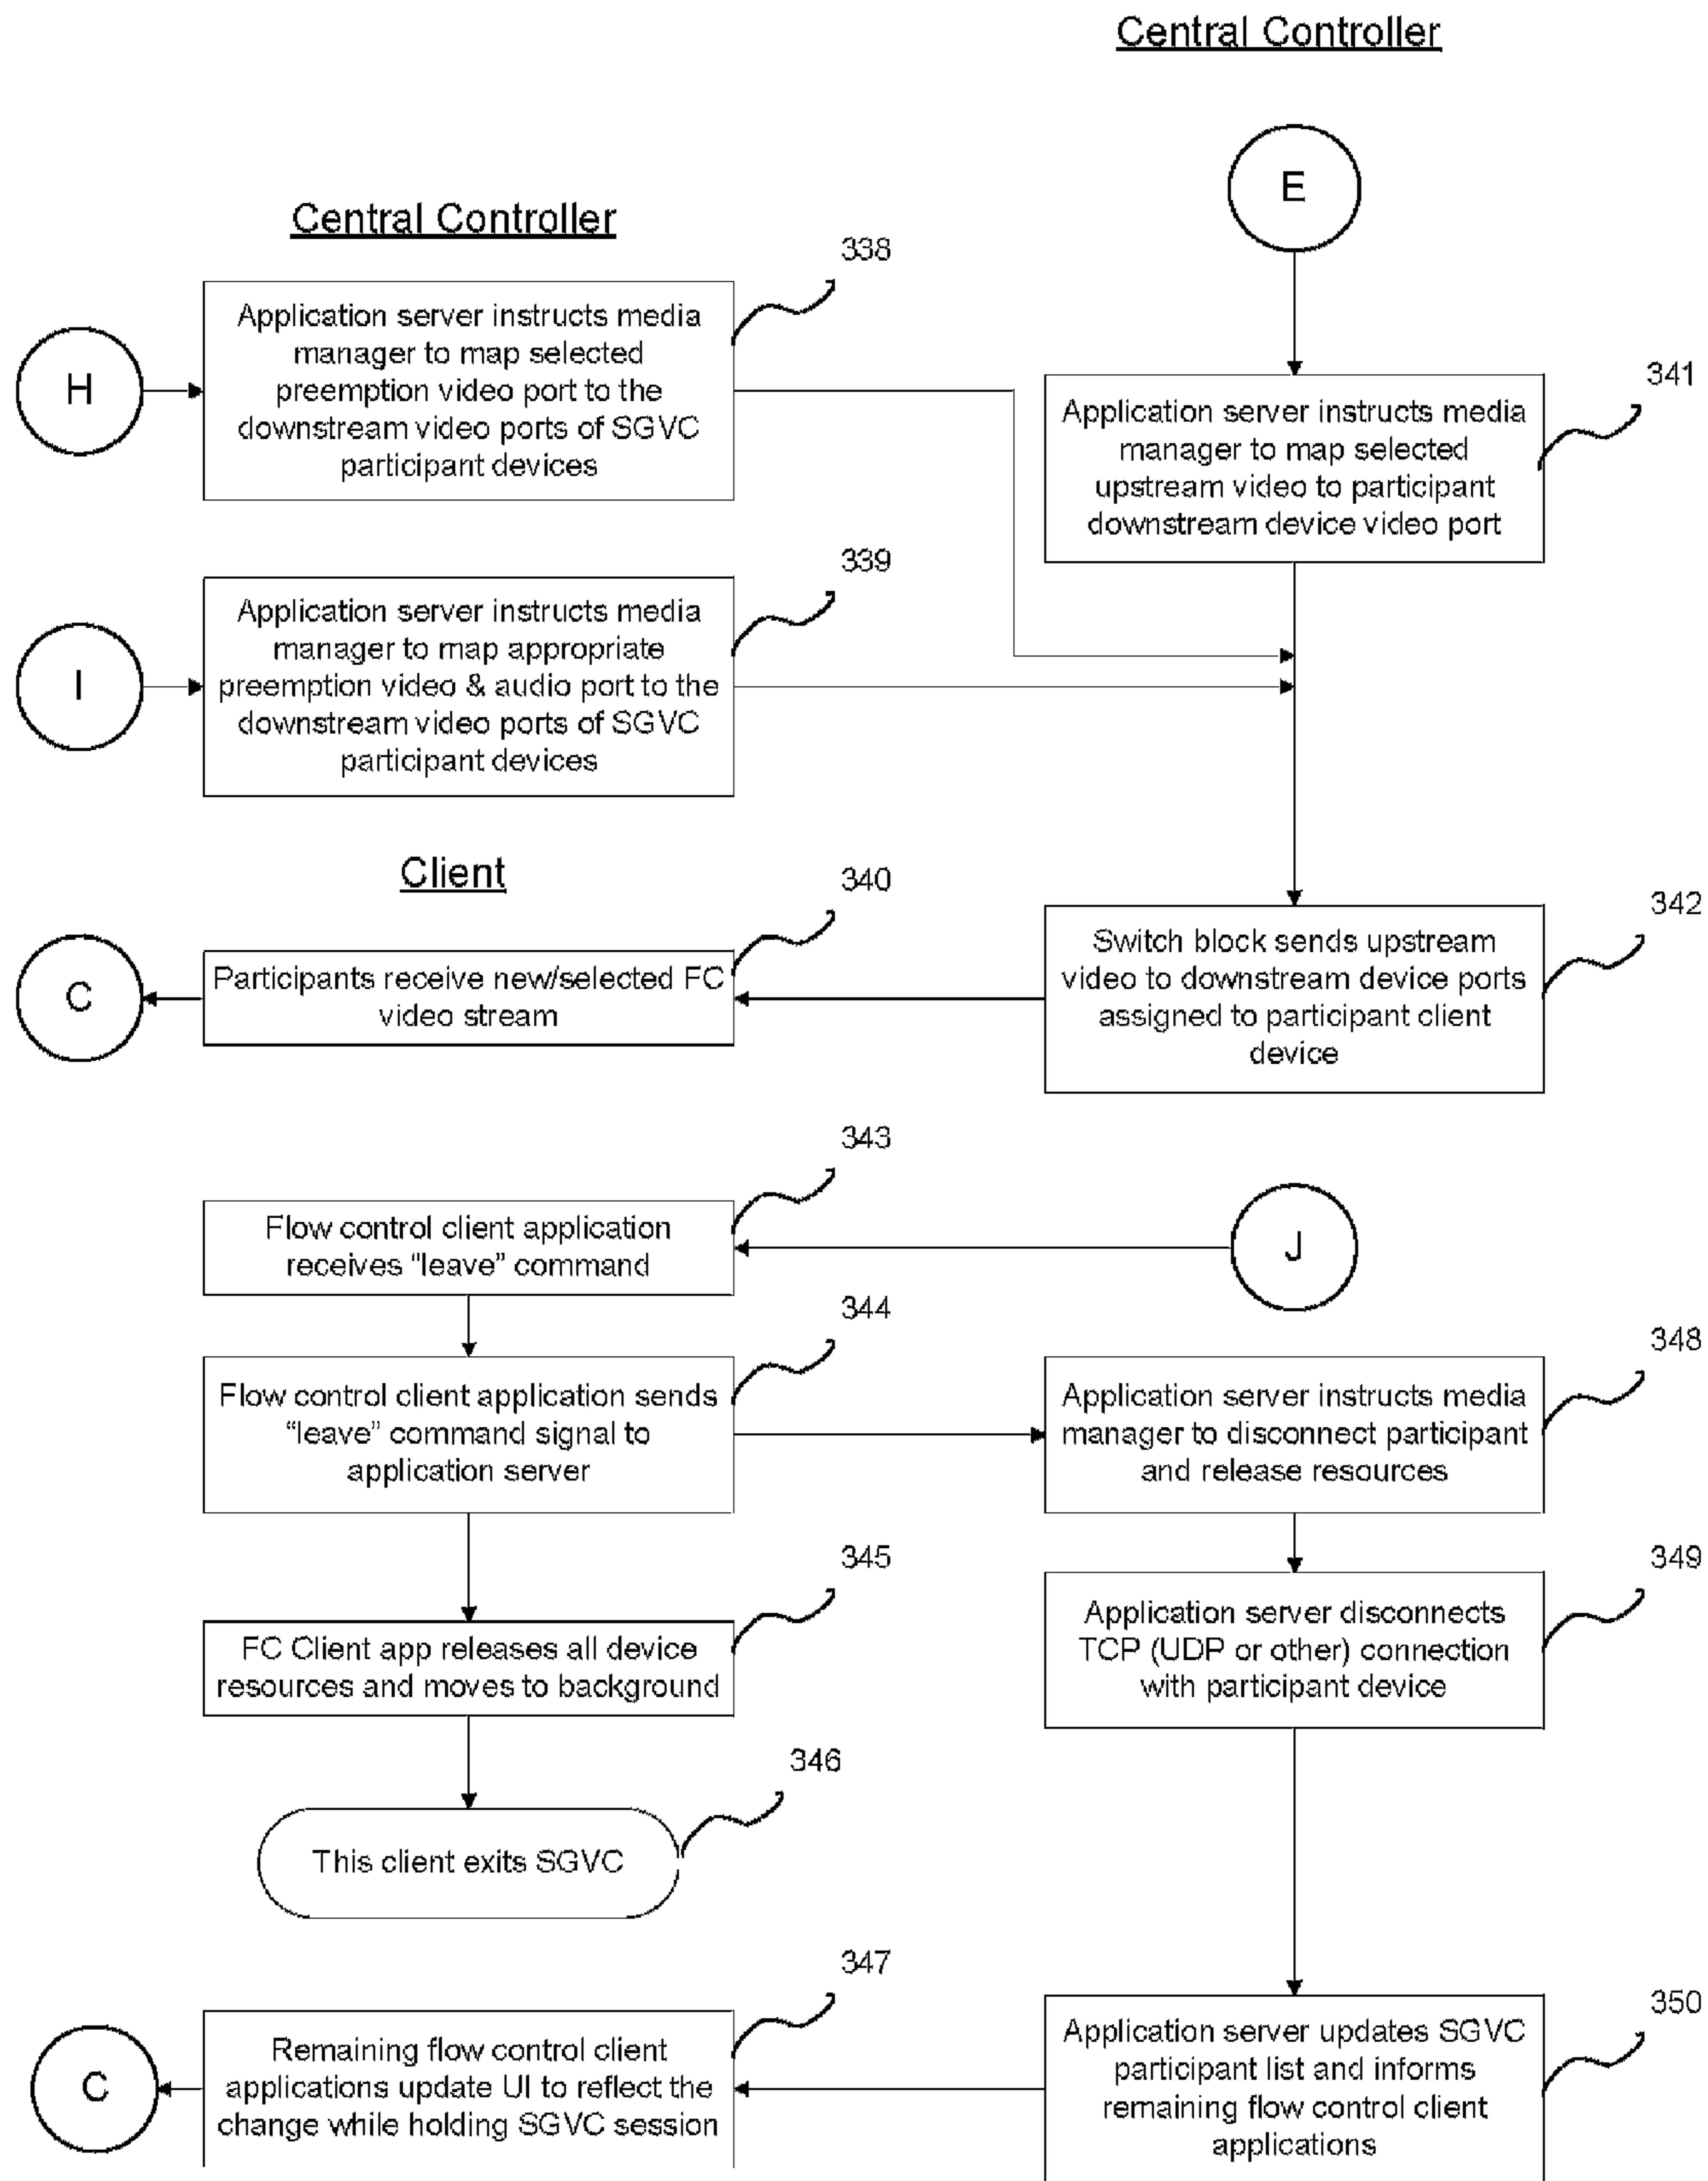 Central Controller
E
Central Controller
338
Application server instructs media
manager to map selected
preemption video port to the
downstream video ports of SGVC
participant devices
H
341
Application server instructs media
manager to map selected
upstream video to participant
downstream device video port
339
Application server instructs media
manager to map appropriate
preemption video & audio port to the
downstream video ports of SGVC
participant devices
I
Client
340
Participants receive new/selected FC
video stream
C
342
Switch block sends upstream
video to downstream device ports
assigned to participant client
device
343
Flow control client application
receives “leave” command
J
344
Flow control client application sends
“leave” command signal to
application server
348
Application server instructs media
manager to disconnect participant
and release resources
345
FC Client app releases all device
resources and moves to background
349
Application server disconnects
TCP (UDP or other) connection
with participant device
346
This client exits SGVC
347
Remaining flow control client
applications update UI to reflect the
change while holding SGVC session
C
350
Application server updates SGVC
participant list and informs
remaining flow control client
applications